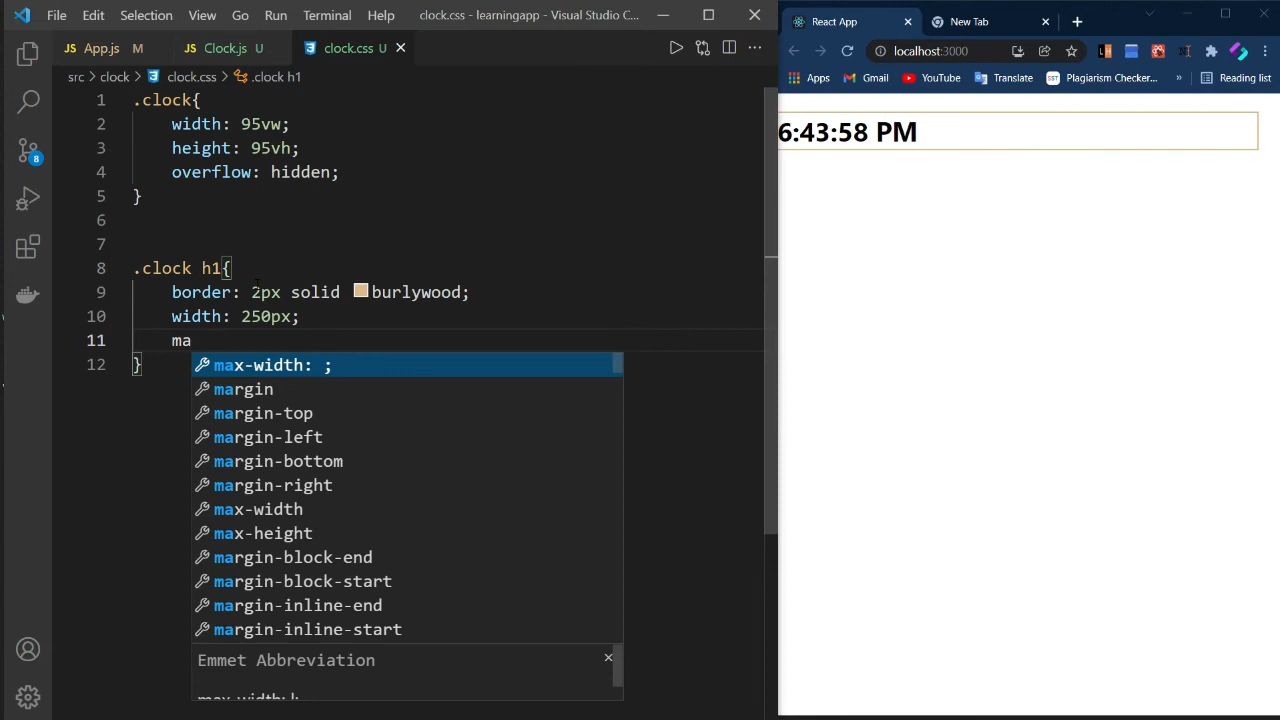 File Edit Selection View Go Run Terminal Help clock.css - learningapp - Visual Studio C...
JS App.js M JS Clock.js U clock.css U
src > clock > clock.css > .clock h1
1 .clock{
2 width: 95vw;
3 height: 95vh;
4 overflow: hidden;
5 }
6
7
8 .clock h1{
9 border: 2px solid burlywood;
10 width: 250px;
11 ma
12 }
max-width: ;
margin
margin-top
margin-left
margin-bottom
margin-right
max-width
max-height
margin-block-end
margin-block-start
margin-inline-end
margin-inline-start
Emmet Abbreviation
max-width: |;
8
React App New Tab
localhost:3000
Apps Gmail YouTube Translate SST Plagiarism Checker... » Reading list
6:43:58 PM